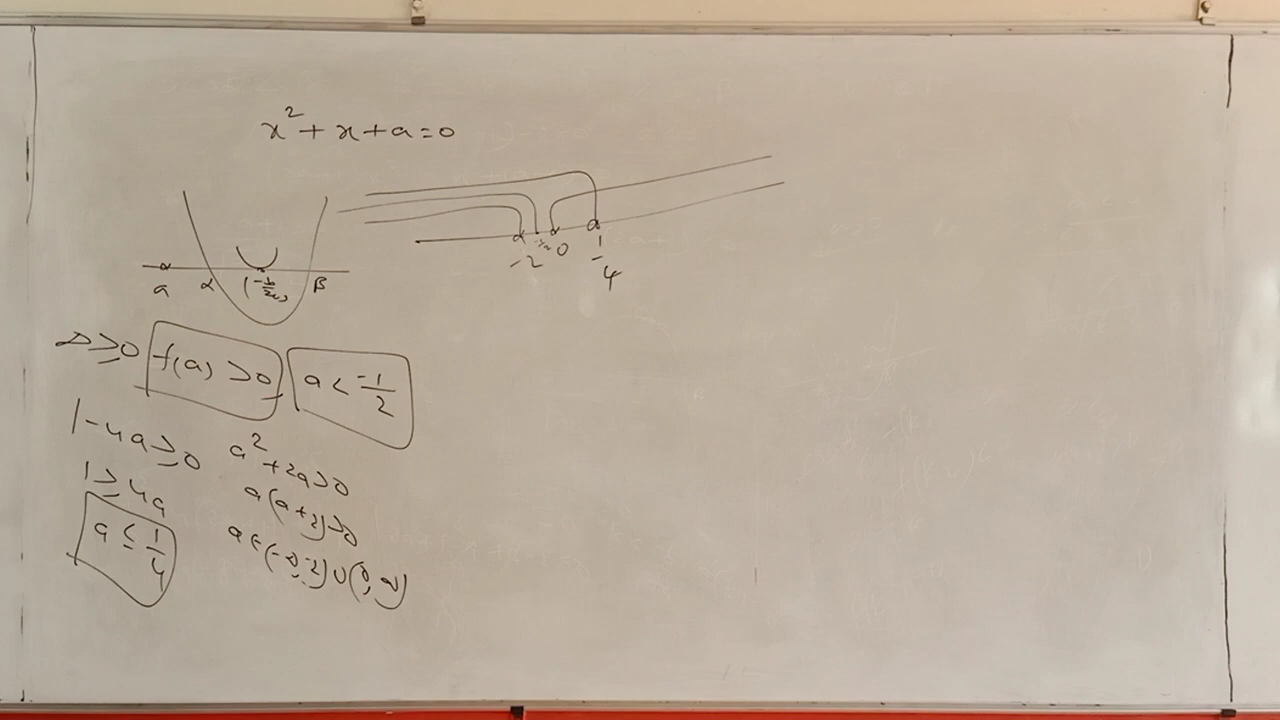 x² + x + a = 0
-2 -1/2 0 1/4
a α (-b/2a) β
D ≥ 0 f(a) > 0, a < -1/2
1 - 4a ≥ 0 a² + 2a > 0
1 ≥ 4a a(a+2) > 0
a ≤ 1/4 a ∈ (-∞, -2) ∪ (0, ∞)